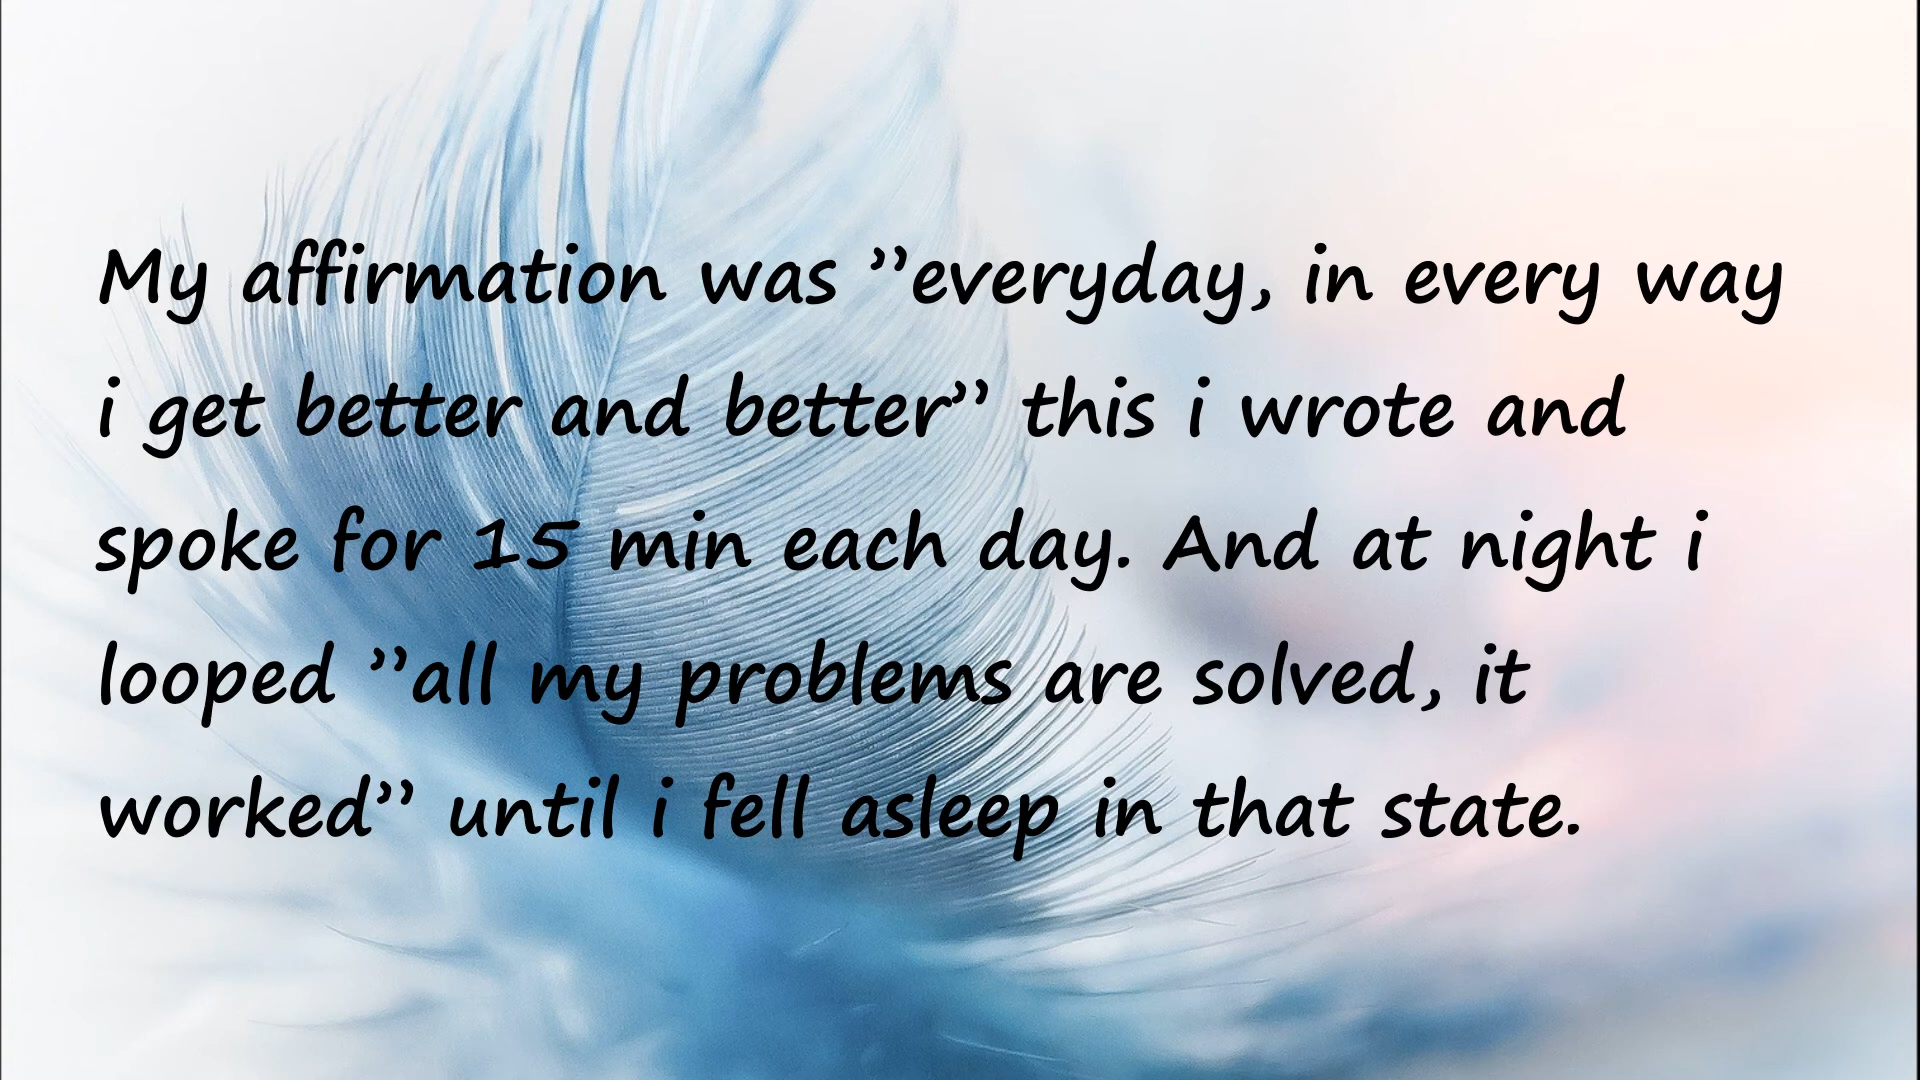 My affirmation was ”everyday, in every way
i get better and better” this i wrote and
spoke for 15 min each day. And at night i
looped ”all my problems are solved, it
worked” until i fell asleep in that state.